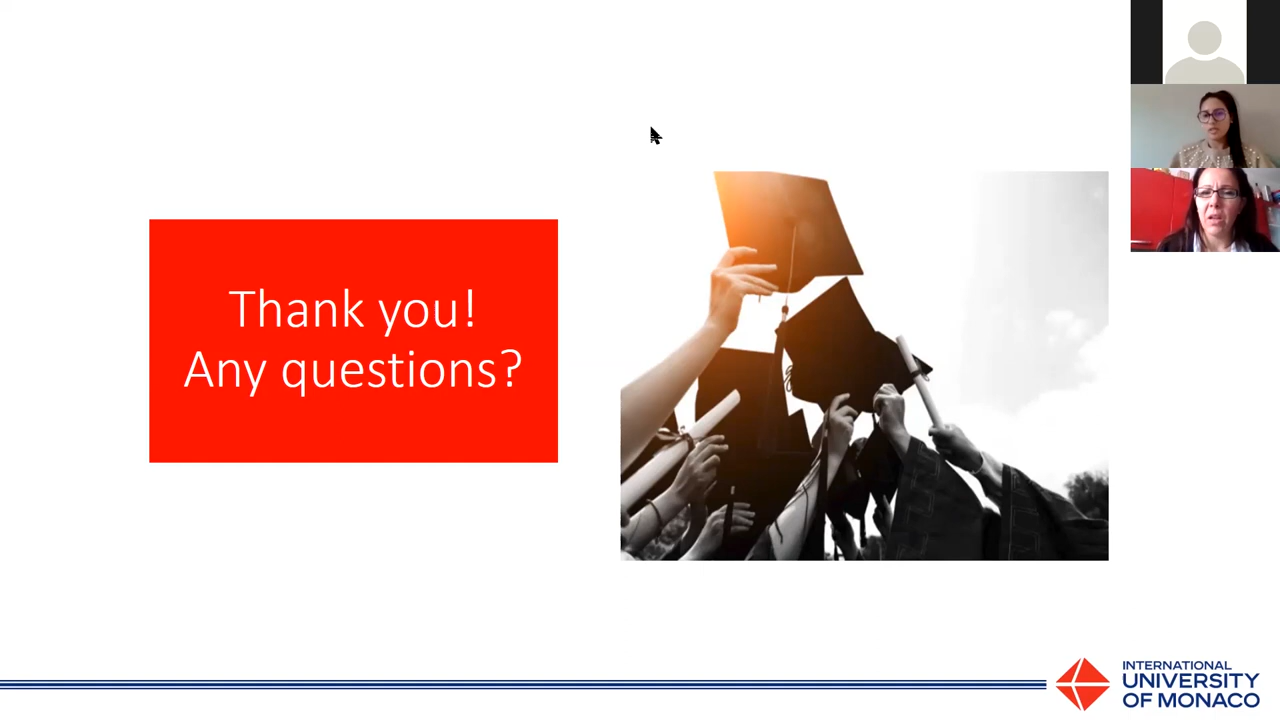 Thank you!
Any questions?
INTERNATIONAL
UNIVERSITY
OF MONACO